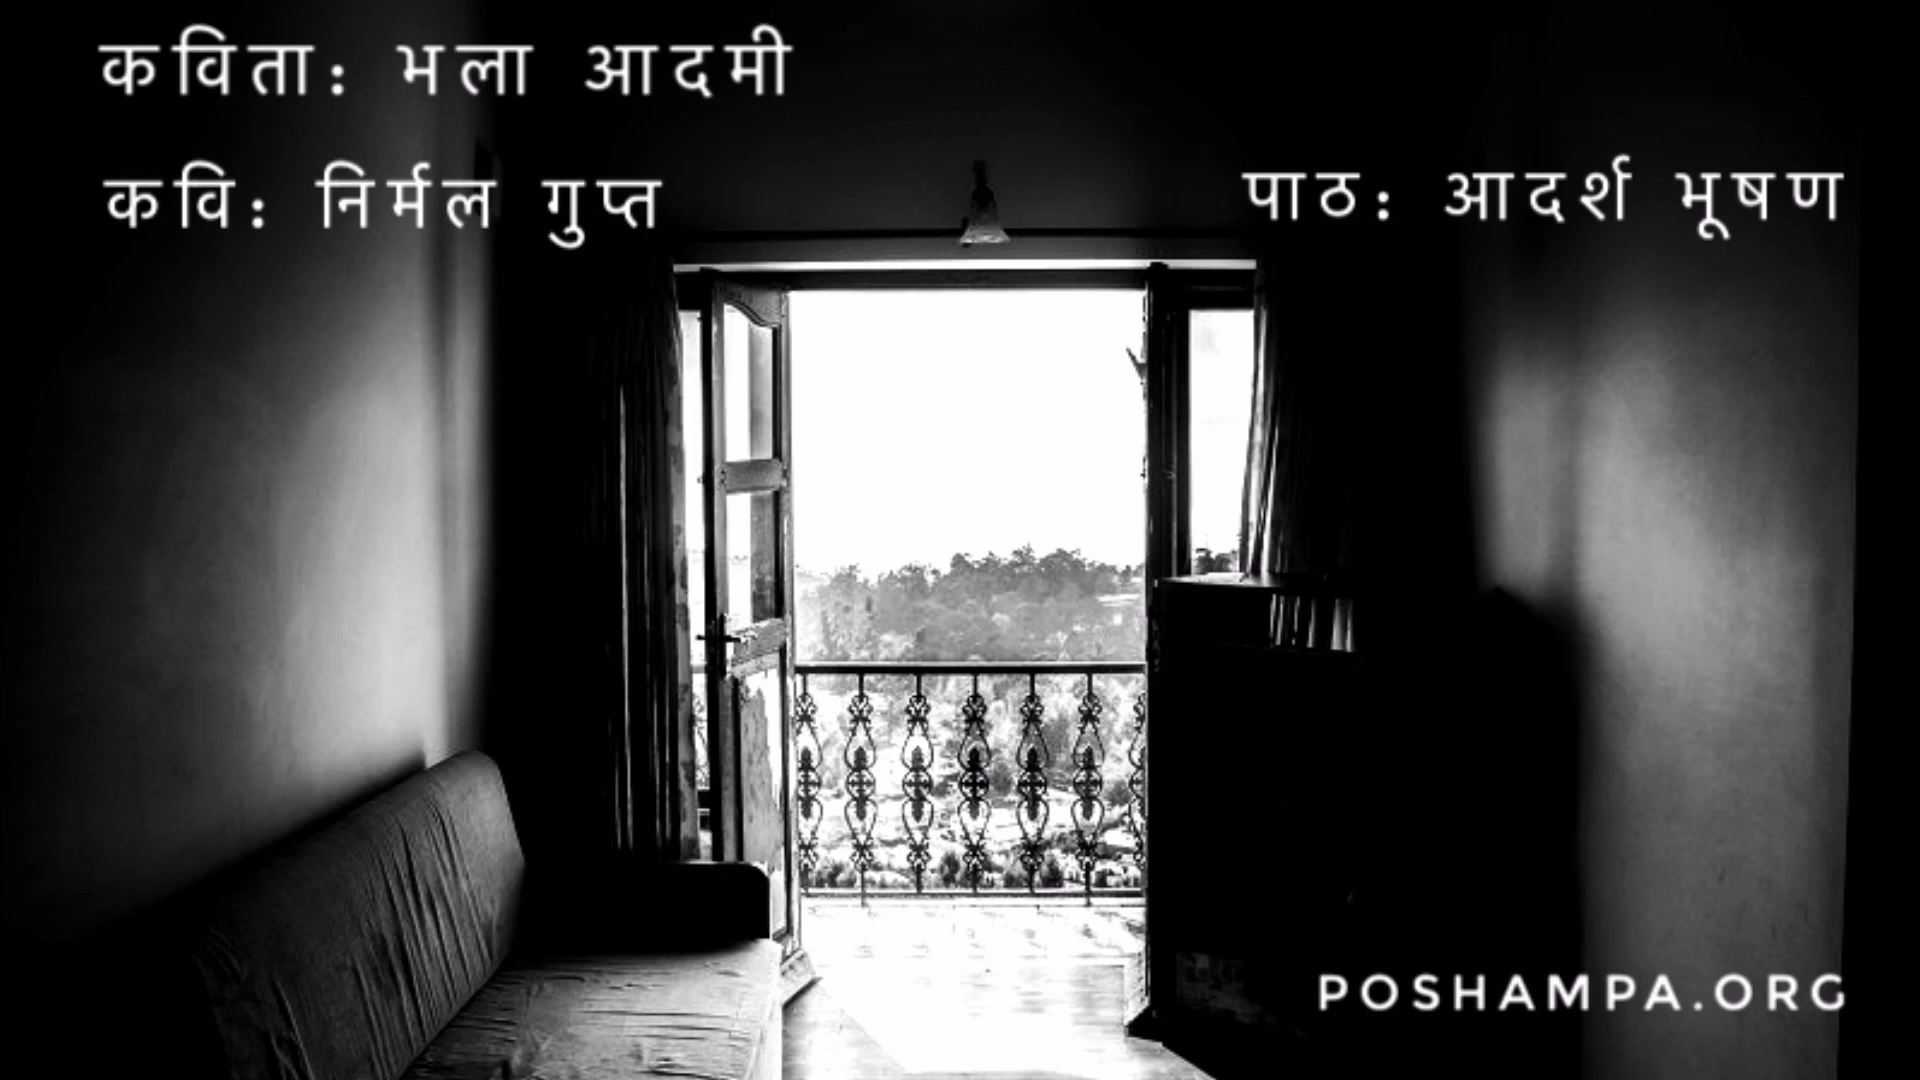 कविता: भला आदमी
कवि: निर्मल गुप्त
पाठ: आदर्श भूषण
POSHAMPA.ORG